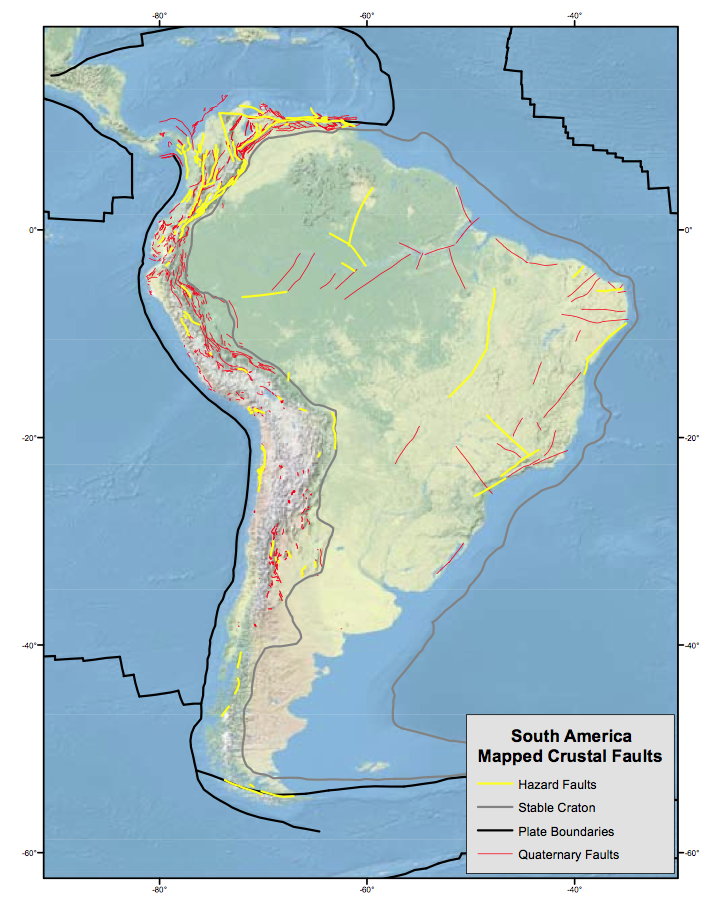 -80°
-60°
-40°
0°
0°
-20°
-20°
-40°
-40°
South America
Mapped Crustal Faults
Hazard Faults
Stable Craton
Plate Boundaries
Quaternary Faults
-60°
-60°
-80°
-60°
-40°